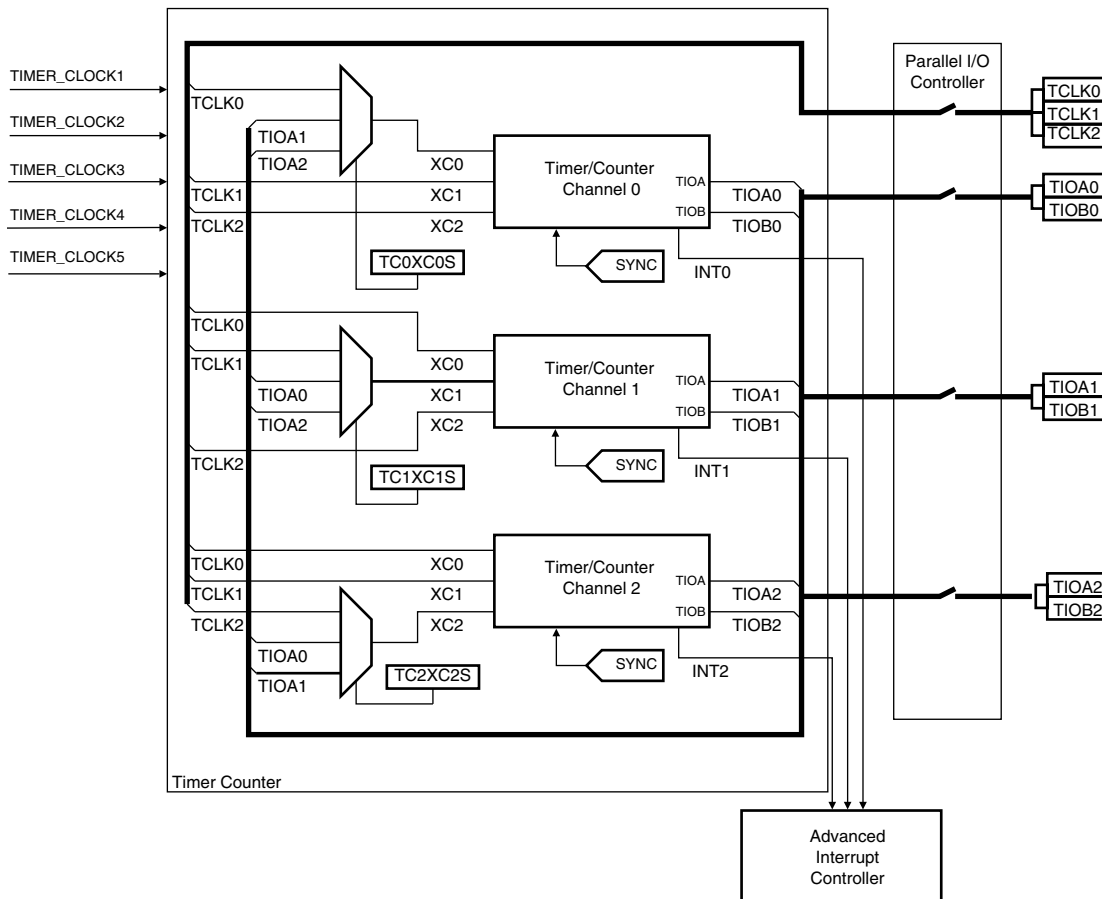 TIMER_CLOCK1
TIMER_CLOCK2
TIMER_CLOCK3
TIMER_CLOCK4
TIMER_CLOCK5
TCLK0
TIOA1
TIOA2
TCLK1
TCLK2
XC0
XC1
XC2
TC0XC0S
Timer/Counter
Channel 0
TIOA
TIOB
TIOA0
TIOB0
SYNC
INT0
TCLK0
TCLK1
TIOA0
TIOA2
TCLK2
XC0
XC1
XC2
TC1XC1S
Timer/Counter
Channel 1
TIOA
TIOB
TIOA1
TIOB1
SYNC
INT1
TCLK0
TCLK1
TCLK2
TIOA0
TIOA1
XC0
XC1
XC2
TC2XC2S
Timer/Counter
Channel 2
TIOA
TIOB
TIOA2
TIOB2
SYNC
INT2
Timer Counter
Parallel I/O
Controller
TCLK0
TCLK1
TCLK2
TIOA0
TIOB0
TIOA1
TIOB1
TIOA2
TIOB2
Advanced
Interrupt
Controller